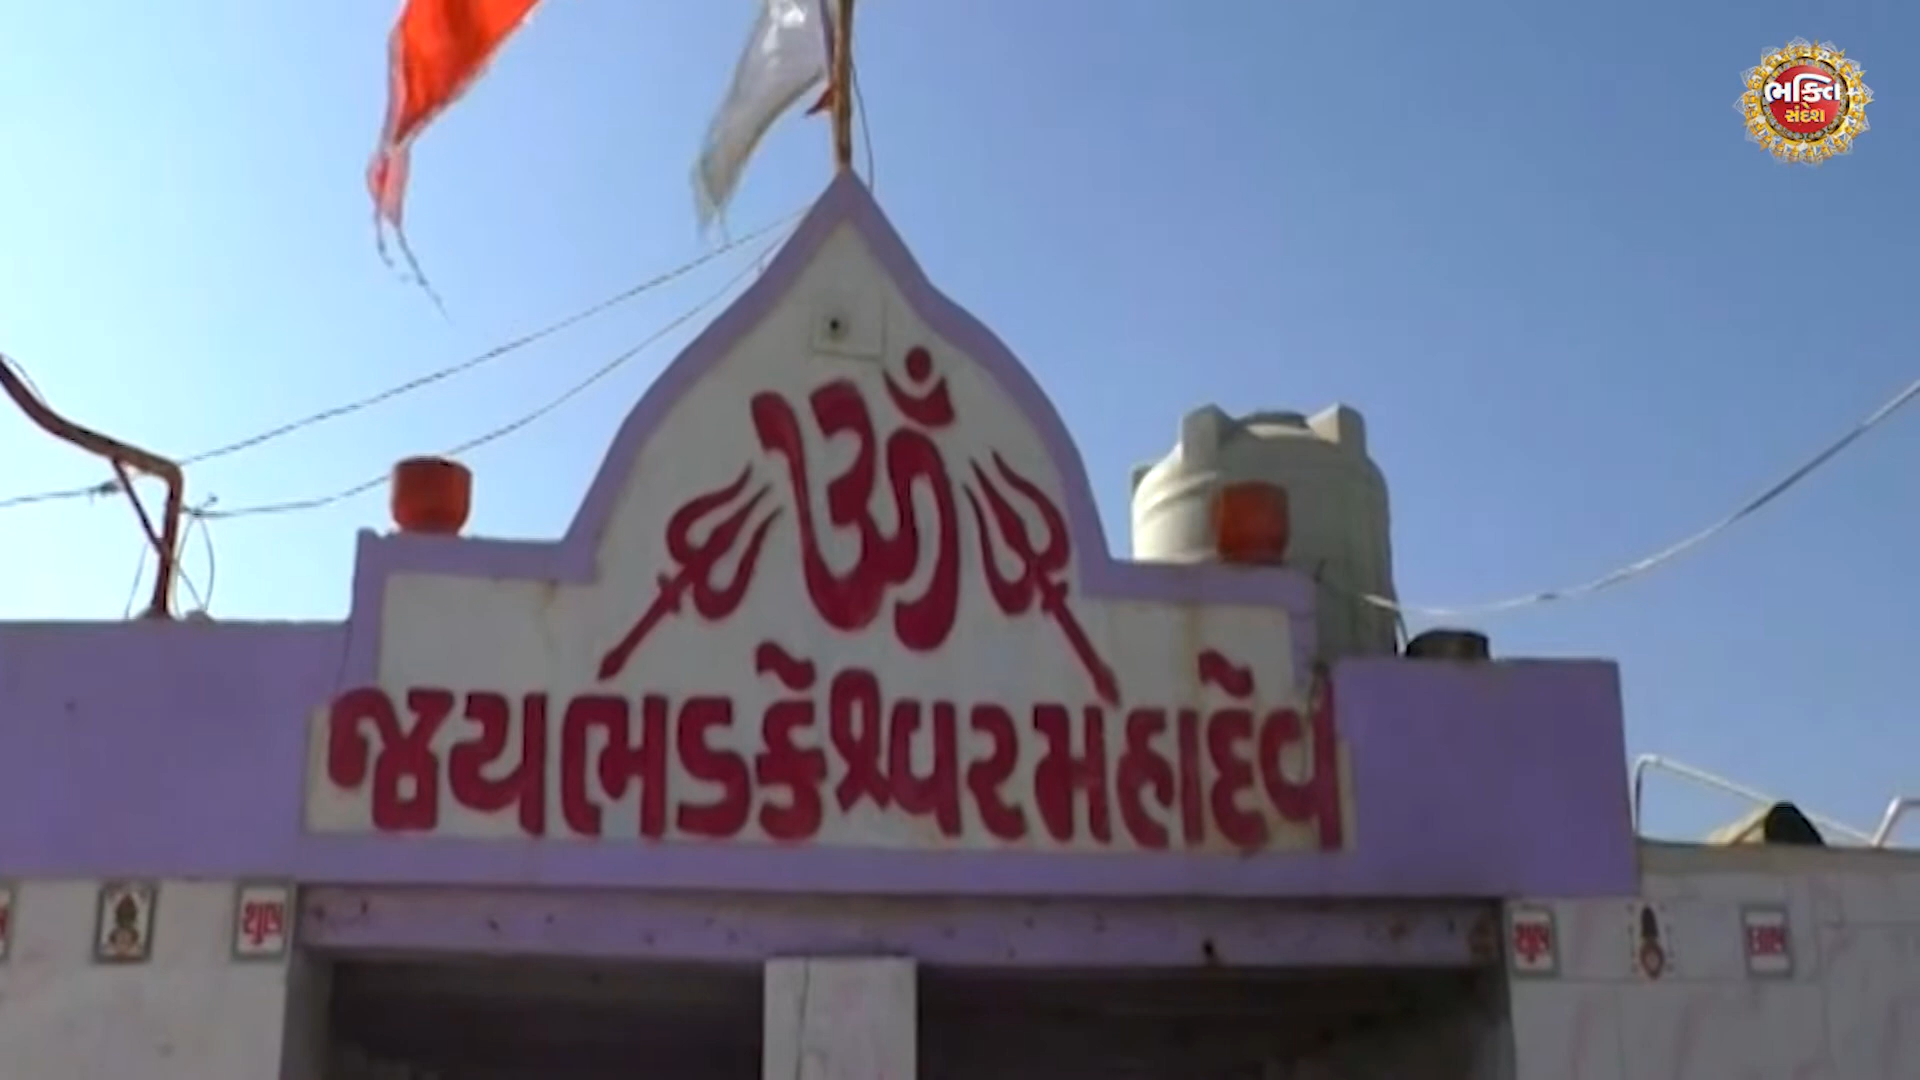 ભક્તિ
સંદેશ
ૐ
જય ભડકેશ્વર મહાદેવ
શુભ
શુભ
લાભ